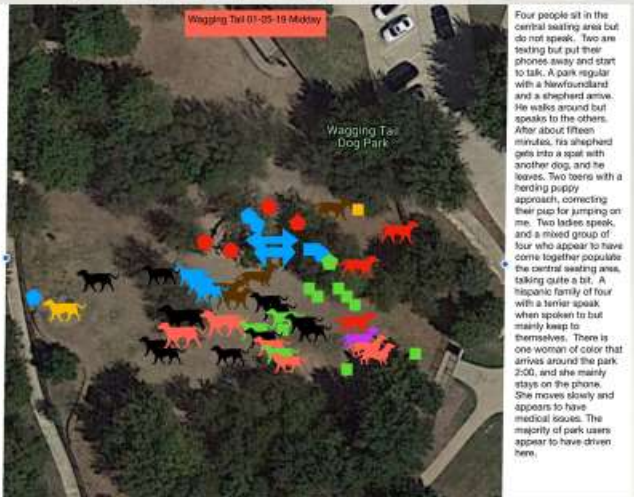 Wagging Tail 01-05-19 Midday
Wagging Tail
Dog Park
Four people sit in the
central seating area but
do not speak.  Two are
texting but put their
phones away and start
to talk. A park regular
with a Newfoundland
and a shepherd arrive.
He walks around but
speaks to the others.
After about fifteen
minutes, his shepherd
gets into a spat with
another dog, and he
leaves. Two teens with a
herding puppy
approach, correcting
their pup for jumping on
me.  Two ladies speak,
and a mixed group of
four who appear to have
come together populate
the central seating area,
talking quite a bit.  A
hispanic family of four
with a terrier speak
when spoken to but
mainly keep to
themselves.  There is
one woman of color that
arrives around the park
2:00, and she mainly
stays on the phone.
She moves slowly and
appears to have
medical issues. The
majority of park users
appear to have driven
here.